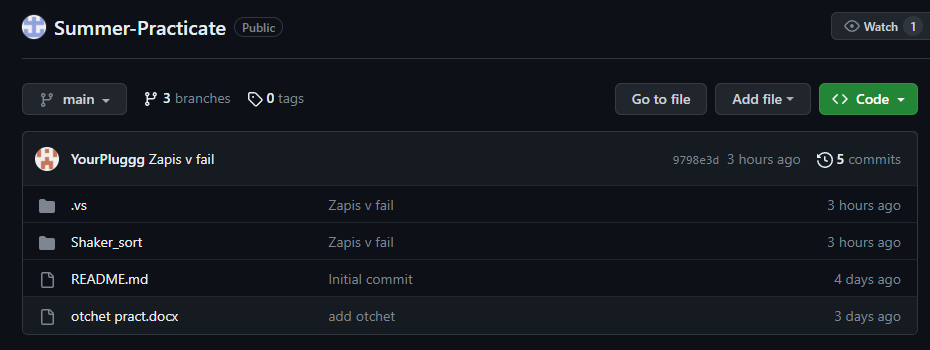 Summer-Practicate Public Watch 1
main 3 branches 0 tags Go to file Add file Code
YourPluggg Zapis v fail 9798e3d 3 hours ago 5 commits
.vs Zapis v fail 3 hours ago
Shaker_sort Zapis v fail 3 hours ago
README.md Initial commit 4 days ago
otchet pract.docx add otchet 3 days ago